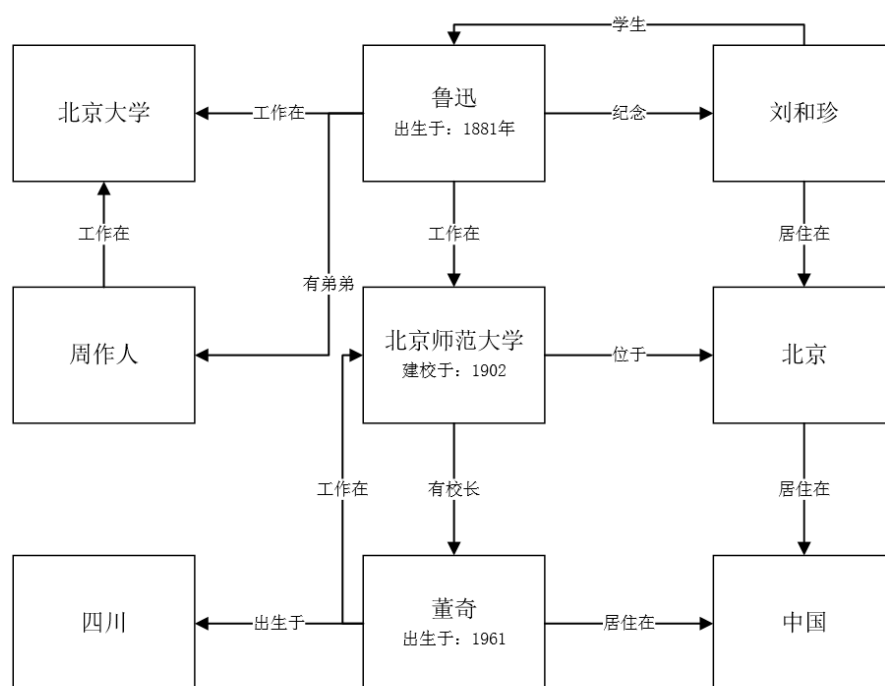 学生
北京大学
工作在
鲁迅
出生于：1881年
纪念
刘和珍
工作在
工作在
居住在
有弟弟
周作人
北京师范大学
建校于：1902
位于
北京
工作在
有校长
居住在
四川
出生于
董奇
出生于：1961
居住在
中国